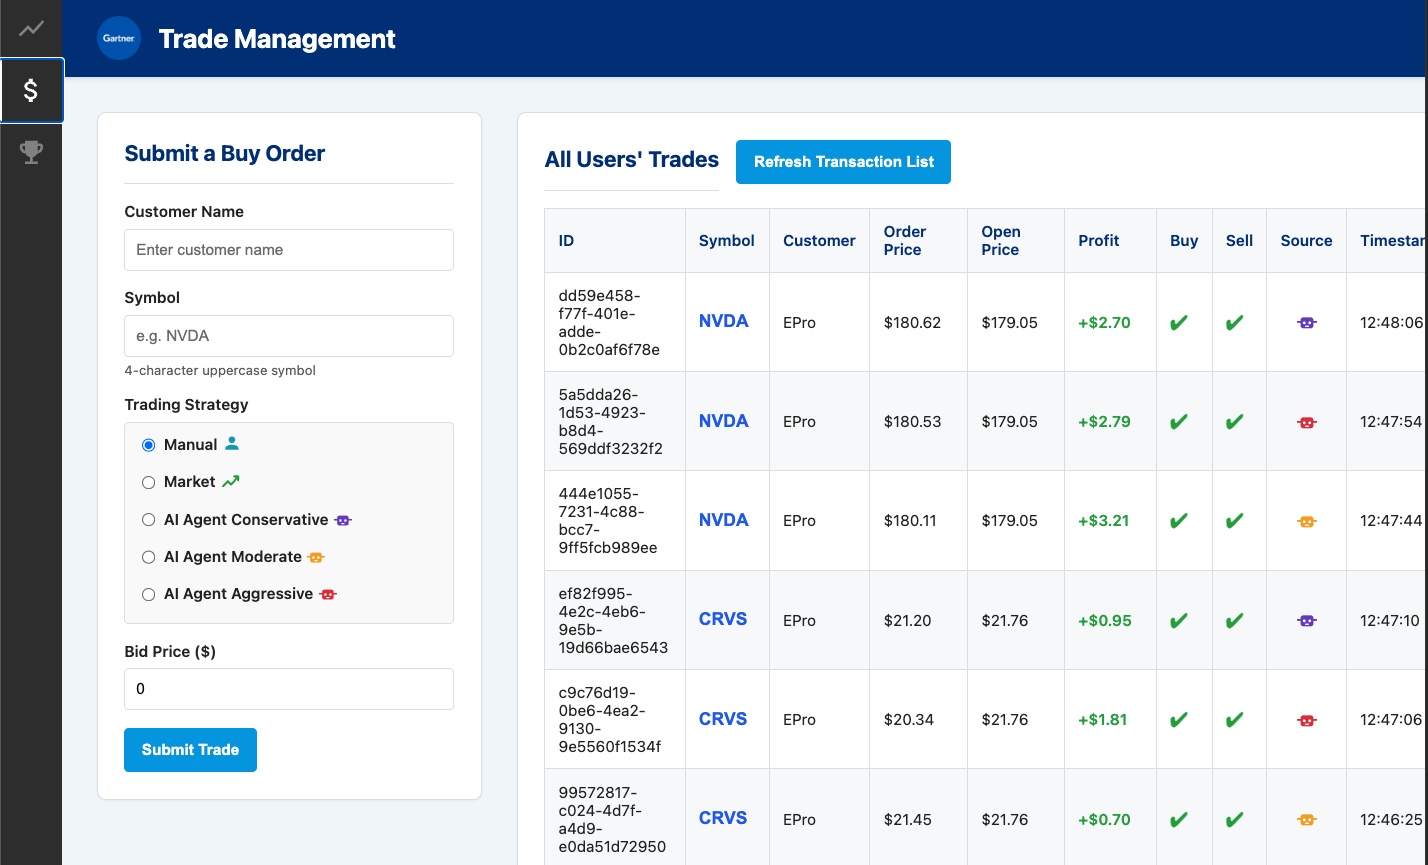 Gartner
Trade Management
$
Submit a Buy Order
Customer Name
Enter customer name
Symbol
e.g. NVDA
4-character uppercase symbol
Trading Strategy
Manual
Market
AI Agent Conservative
AI Agent Moderate
AI Agent Aggressive
Bid Price ($)
0
Submit Trade
All Users' Trades
Refresh Transaction List
ID Symbol Customer Order Price Open Price Profit Buy Sell Source Timestar
dd59e458-
f77f-401e-
adde-
0b2c0af6f78e
NVDA EPro $180.62 $179.05 +$2.70 ✔ ✔ 12:48:06
5a5dda26-
1d53-4923-
b8d4-
569ddf3232f2
NVDA EPro $180.53 $179.05 +$2.79 ✔ ✔ 12:47:54
444e1055-
7231-4c88-
bcc7-
9ff5fcb989ee
NVDA EPro $180.11 $179.05 +$3.21 ✔ ✔ 12:47:44
ef82f995-
4e2c-4eb6-
9e5b-
19d66bae6543
CRVS EPro $21.20 $21.76 +$0.95 ✔ ✔ 12:47:10
c9c76d19-
0be6-4ea2-
9130-
9e5560f1534f
CRVS EPro $20.34 $21.76 +$1.81 ✔ ✔ 12:47:06
99572817-
c024-4d7f-
a4d9-
e0da51d72950
CRVS EPro $21.45 $21.76 +$0.70 ✔ ✔ 12:46:25